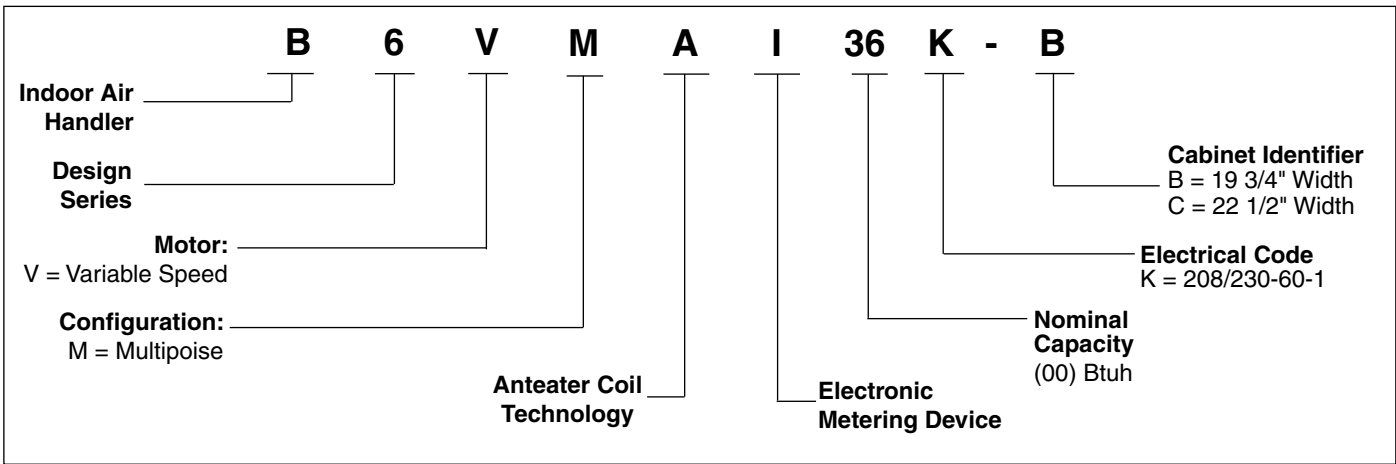 B 6 V M A I 36 K - B
Indoor Air
Handler
Design
Series
Motor:
V = Variable Speed
Configuration:
M = Multipoise
Anteater Coil
Technology
Electronic
Metering Device
Nominal
Capacity
(00) Btuh
Electrical Code
K = 208/230-60-1
Cabinet Identifier
B = 19 3/4" Width
C = 22 1/2" Width